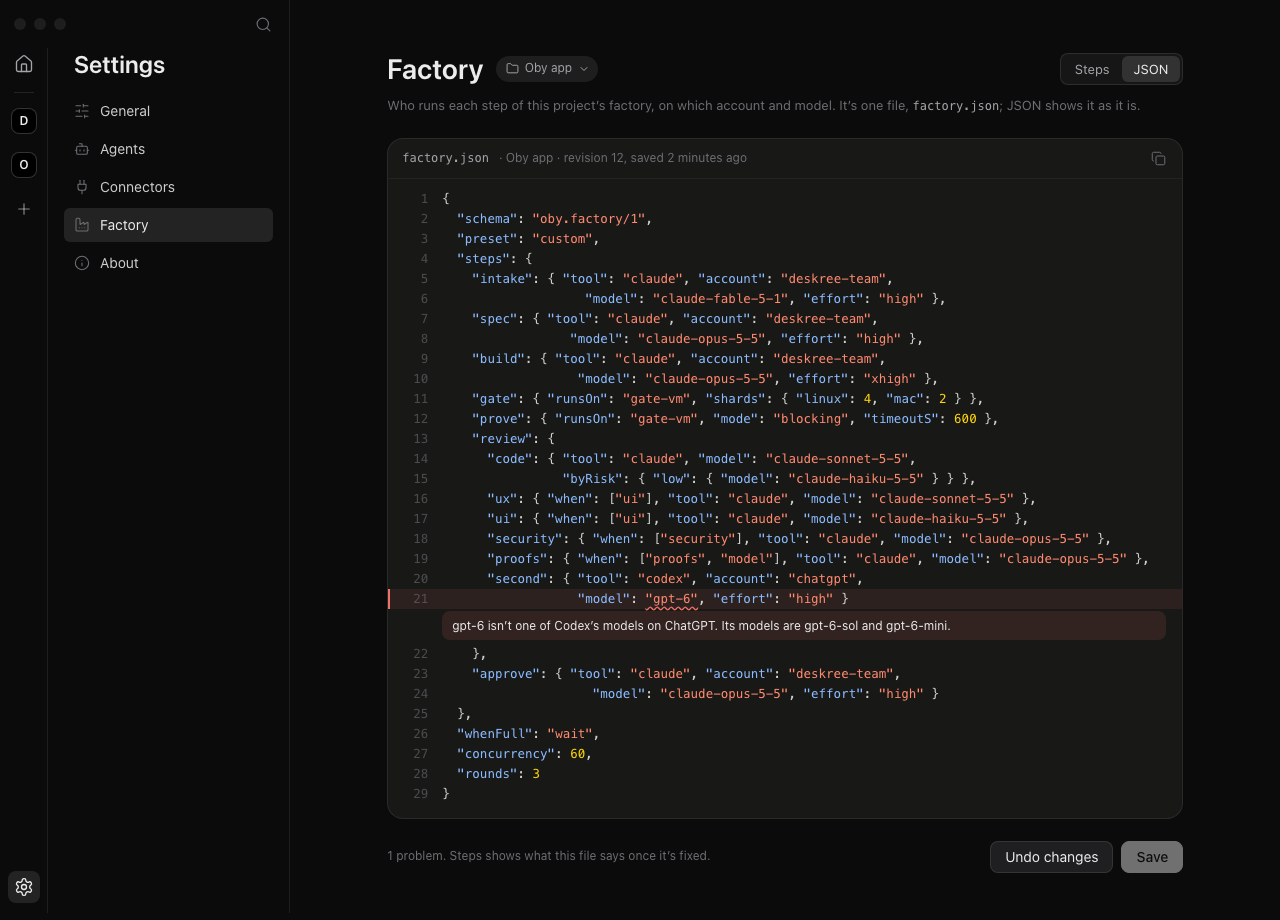 Settings
D
O
General
Agents
Connectors
Factory
About
Factory
Oby app
Steps
JSON
Who runs each step of this project's factory, on which account and model. It's one file, factory.json; JSON shows it as it is.
factory.json · Oby app · revision 12, saved 2 minutes ago
1 {
2 "schema": "oby.factory/1",
3 "preset": "custom",
4 "steps": {
5 "intake": { "tool": "claude", "account": "deskree-team",
6 "model": "claude-fable-5-1", "effort": "high" },
7 "spec": { "tool": "claude", "account": "deskree-team",
8 "model": "claude-opus-5-5", "effort": "high" },
9 "build": { "tool": "claude", "account": "deskree-team",
10 "model": "claude-opus-5-5", "effort": "xhigh" },
11 "gate": { "runsOn": "gate-vm", "shards": { "linux": 4, "mac": 2 } },
12 "prove": { "runsOn": "gate-vm", "mode": "blocking", "timeoutS": 600 },
13 "review": {
14 "code": { "tool": "claude", "model": "claude-sonnet-5-5",
15 "byRisk": { "low": { "model": "claude-haiku-5-5" } } },
16 "ux": { "when": ["ui"], "tool": "claude", "model": "claude-sonnet-5-5" },
17 "ui": { "when": ["ui"], "tool": "claude", "model": "claude-haiku-5-5" },
18 "security": { "when": ["security"], "tool": "claude", "model": "claude-opus-5-5" },
19 "proofs": { "when": ["proofs", "model"], "tool": "claude", "model": "claude-opus-5-5" },
20 "second": { "tool": "codex", "account": "chatgpt",
21 "model": "gpt-6", "effort": "high" }
gpt-6 isn't one of Codex's models on ChatGPT. Its models are gpt-6-sol and gpt-6-mini.
22 },
23 "approve": { "tool": "claude", "account": "deskree-team",
24 "model": "claude-opus-5-5", "effort": "high" }
25 },
26 "whenFull": "wait",
27 "concurrency": 60,
28 "rounds": 3
29 }
1 problem. Steps shows what this file says once it's fixed.
Undo changes
Save